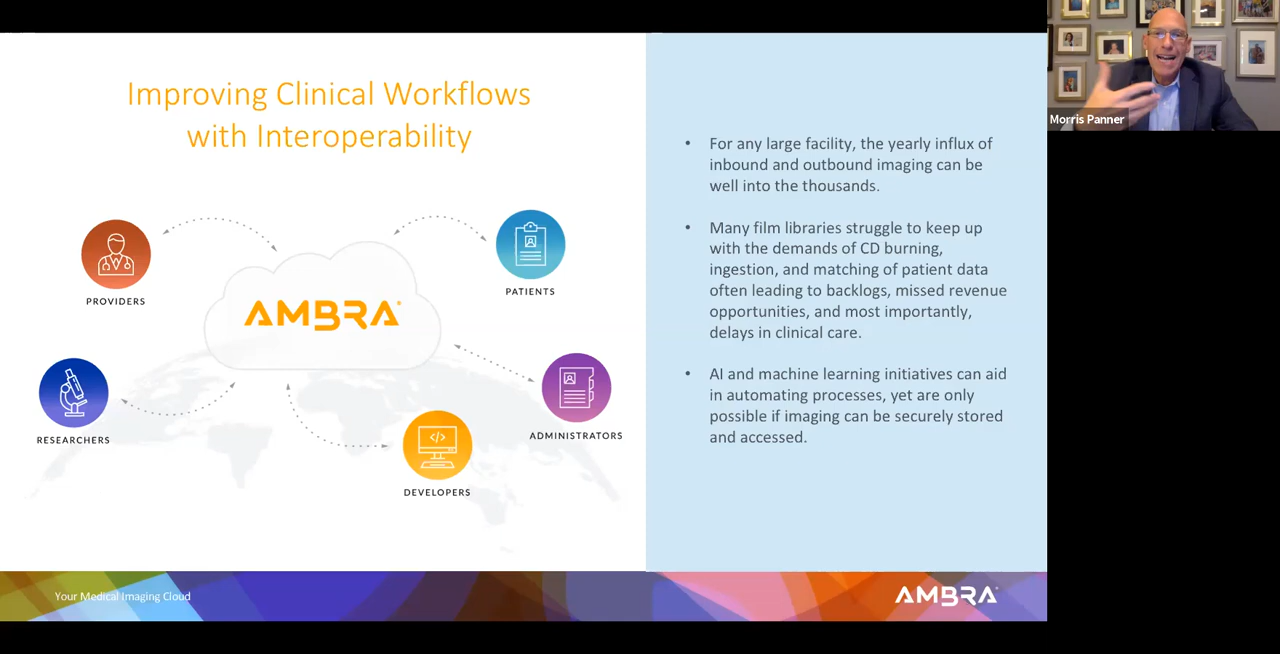 Improving Clinical Workflows
with Interoperability
PROVIDERS
PATIENTS
AMBRA®
RESEARCHERS
ADMINISTRATORS
DEVELOPERS
• For any large facility, the yearly influx of
inbound and outbound imaging can be
well into the thousands.
• Many film libraries struggle to keep up
with the demands of CD burning,
ingestion, and matching of patient data
often leading to backlogs, missed revenue
opportunities, and most importantly,
delays in clinical care.
• AI and machine learning initiatives can aid
in automating processes, yet are only
possible if imaging can be securely stored
and accessed.
Your Medical Imaging Cloud
AMBRA®
Morris Panner